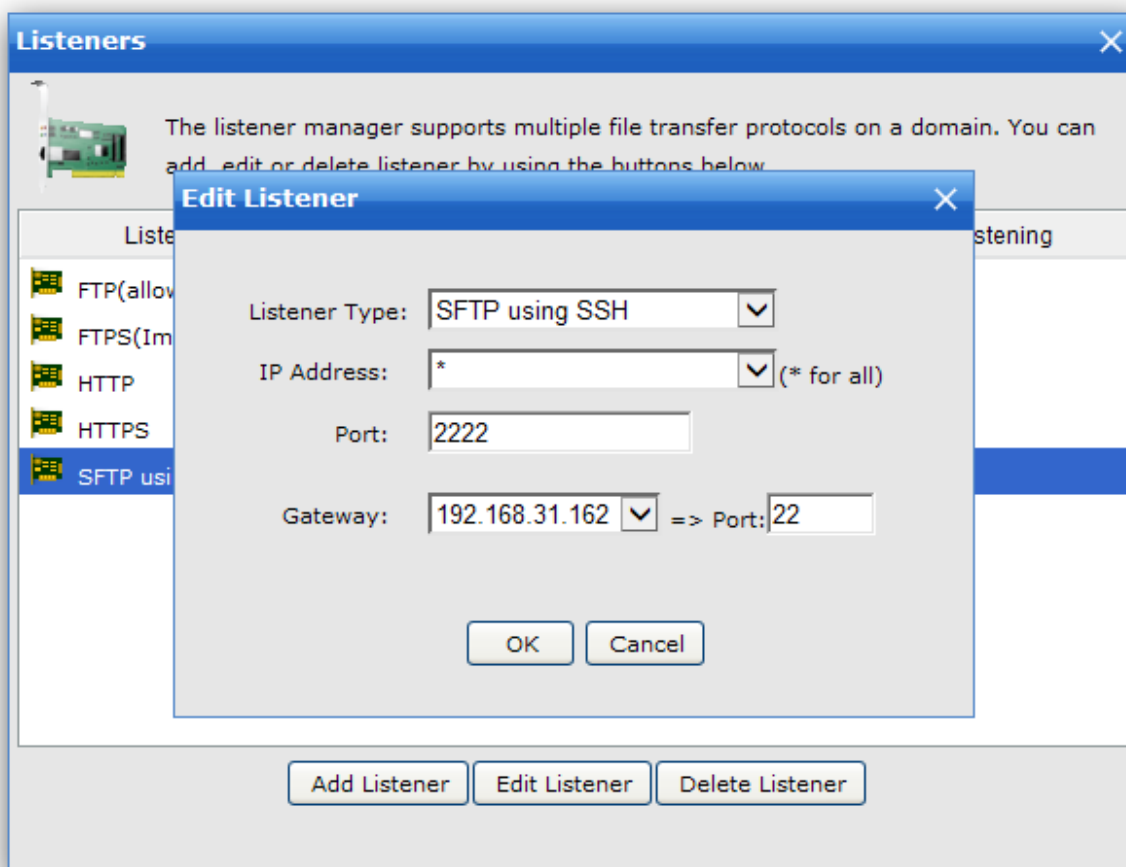 Listeners
The listener manager supports multiple file transfer protocols on a domain. You can
add, edit or delete listener by using the buttons below
Edit Listener
Liste
stening
FTP(allow
FTPS(Im
HTTP
HTTPS
SFTP usi
Listener Type: SFTP using SSH
IP Address: * (* for all)
Port: 2222
Gateway: 192.168.31.162 => Port: 22
OK Cancel
Add Listener Edit Listener Delete Listener